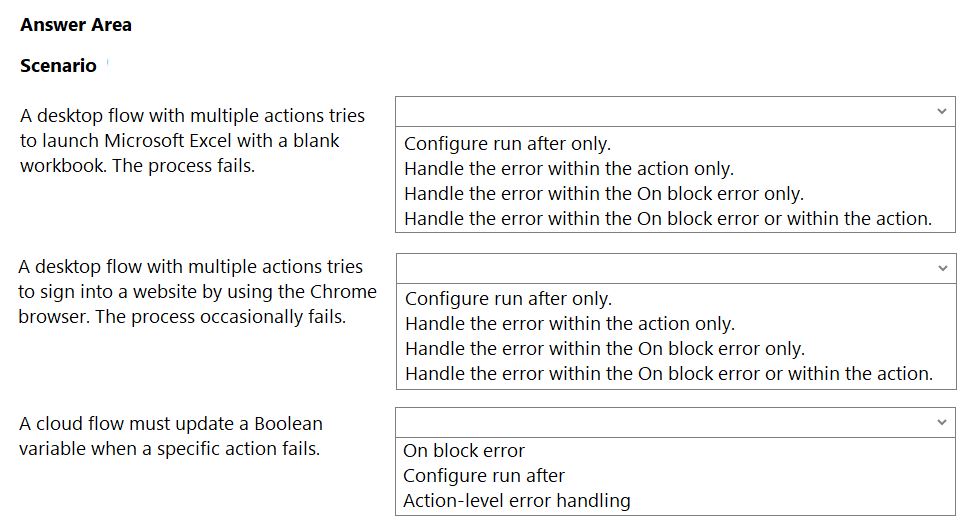 Answer Area
Scenario
A desktop flow with multiple actions tries
to launch Microsoft Excel with a blank
workbook. The process fails.
Configure run after only.
Handle the error within the action only.
Handle the error within the On block error only.
Handle the error within the On block error or within the action.
A desktop flow with multiple actions tries
to sign into a website by using the Chrome
browser. The process occasionally fails.
Configure run after only.
Handle the error within the action only.
Handle the error within the On block error only.
Handle the error within the On block error or within the action.
A cloud flow must update a Boolean
variable when a specific action fails.
On block error
Configure run after
Action-level error handling